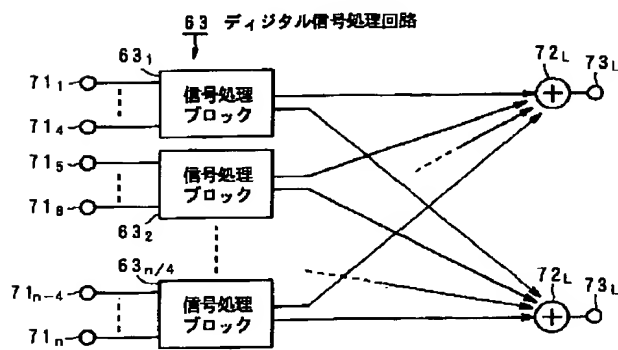 63 ディジタル信号処理回路
63₁
72L
73L
71₁
信号処理
ブロック
71₄
71₅
信号処理
ブロック
71₈
63₂
63n/4
71n-4
信号処理
ブロック
71n
72L
73L